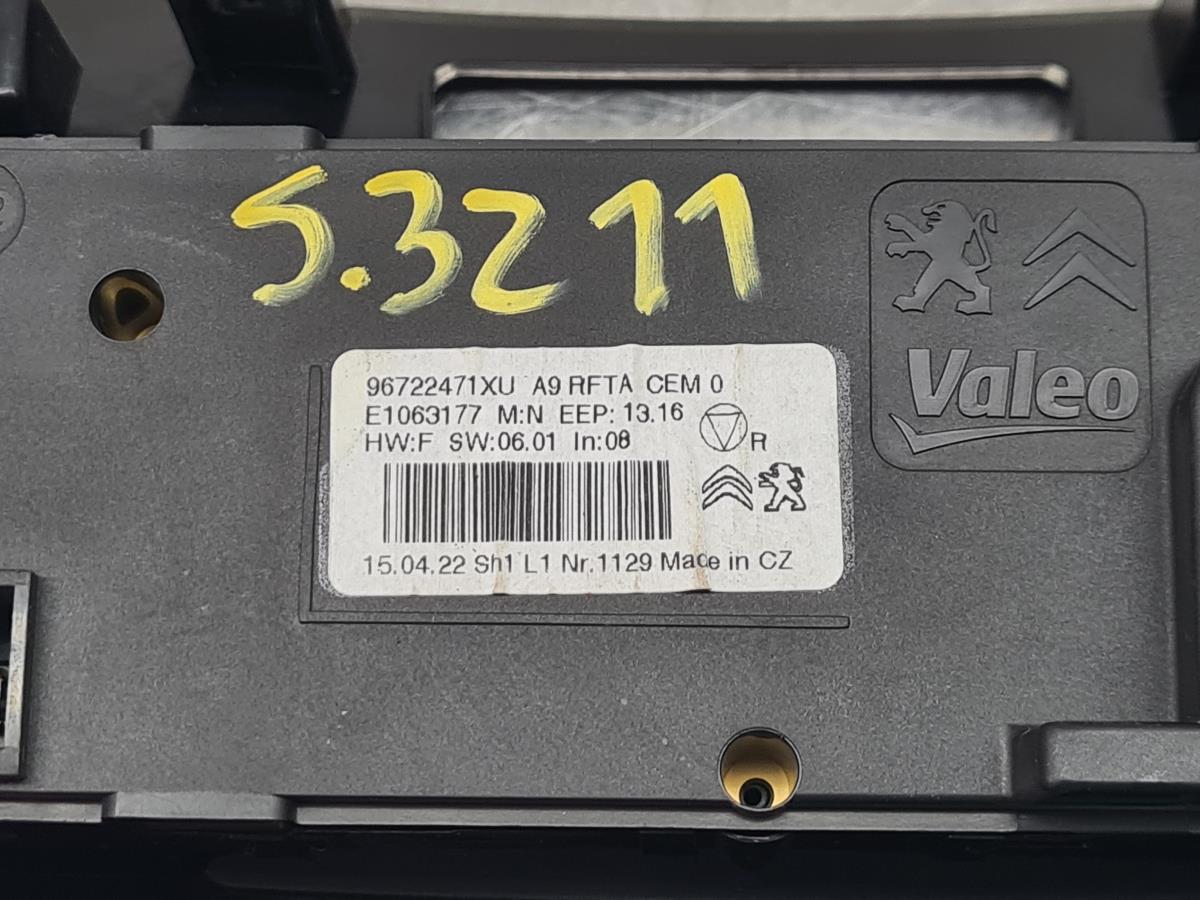 S.3211
Valeo
96722471XU A9 RFTA CEM 0
E1063177 M:N EEP: 13.16
HW:F SW:06.01 In:08
R
15.04.22 Sh1 L1 Nr.1129 Made in CZ